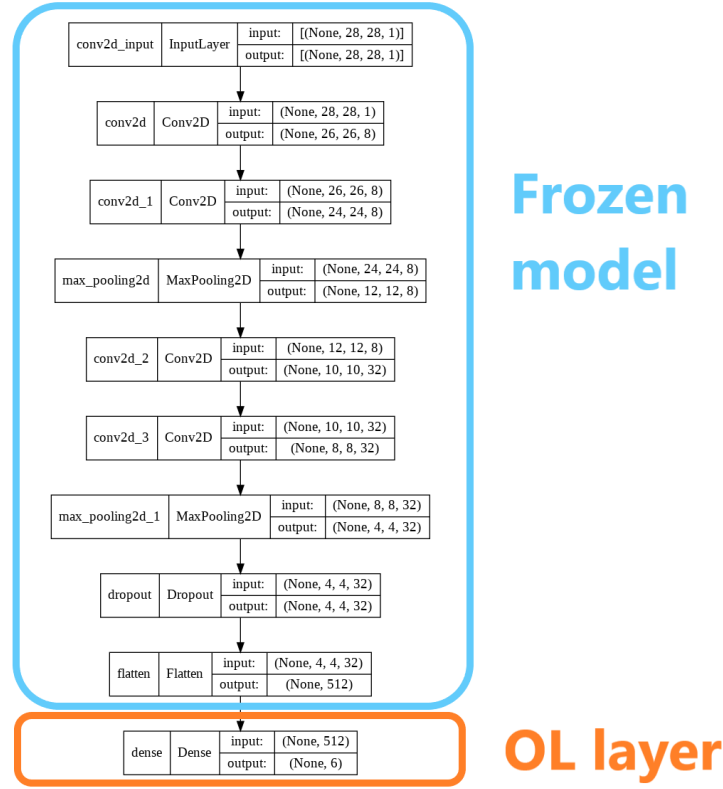 conv2d_input InputLayer input: [(None, 28, 28, 1)]
output: [(None, 28, 28, 1)]
conv2d Conv2D input: (None, 28, 28, 1)
output: (None, 26, 26, 8)
conv2d_1 Conv2D input: (None, 26, 26, 8)
output: (None, 24, 24, 8)
max_pooling2d MaxPooling2D input: (None, 24, 24, 8)
output: (None, 12, 12, 8)
conv2d_2 Conv2D input: (None, 12, 12, 8)
output: (None, 10, 10, 32)
conv2d_3 Conv2D input: (None, 10, 10, 32)
output: (None, 8, 8, 32)
max_pooling2d_1 MaxPooling2D input: (None, 8, 8, 32)
output: (None, 4, 4, 32)
dropout Dropout input: (None, 4, 4, 32)
output: (None, 4, 4, 32)
flatten Flatten input: (None, 4, 4, 32)
output: (None, 512)
dense Dense input: (None, 512)
output: (None, 6)
Frozen
model
OL layer